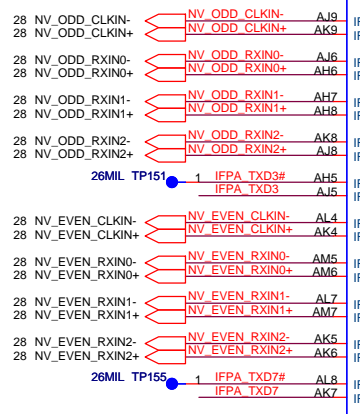 28 NV_ODD_CLKIN- NV_ODD_CLKIN- AJ9
28 NV_ODD_CLKIN+ NV_ODD_CLKIN+ AK9
28 NV_ODD_RXIN0- NV_ODD_RXIN0- AJ6
28 NV_ODD_RXIN0+ NV_ODD_RXIN0+ AH6
28 NV_ODD_RXIN1- NV_ODD_RXIN1- AH7
28 NV_ODD_RXIN1+ NV_ODD_RXIN1+ AH8
28 NV_ODD_RXIN2- NV_ODD_RXIN2- AK8
28 NV_ODD_RXIN2+ NV_ODD_RXIN2+ AJ8
26MIL TP151 1 IFPA_TXD3# AH5
IFPA_TXD3 AJ5
28 NV_EVEN_CLKIN- NV_EVEN_CLKIN- AL4
28 NV_EVEN_CLKIN+ NV_EVEN_CLKIN+ AK4
28 NV_EVEN_RXIN0- NV_EVEN_RXIN0- AM5
28 NV_EVEN_RXIN0+ NV_EVEN_RXIN0+ AM6
28 NV_EVEN_RXIN1- NV_EVEN_RXIN1- AL7
28 NV_EVEN_RXIN1+ NV_EVEN_RXIN1+ AM7
28 NV_EVEN_RXIN2- NV_EVEN_RXIN2- AK5
28 NV_EVEN_RXIN2+ NV_EVEN_RXIN2+ AK6
26MIL TP155 1 IFPA_TXD7# AL8
IFPA_TXD7 AK7